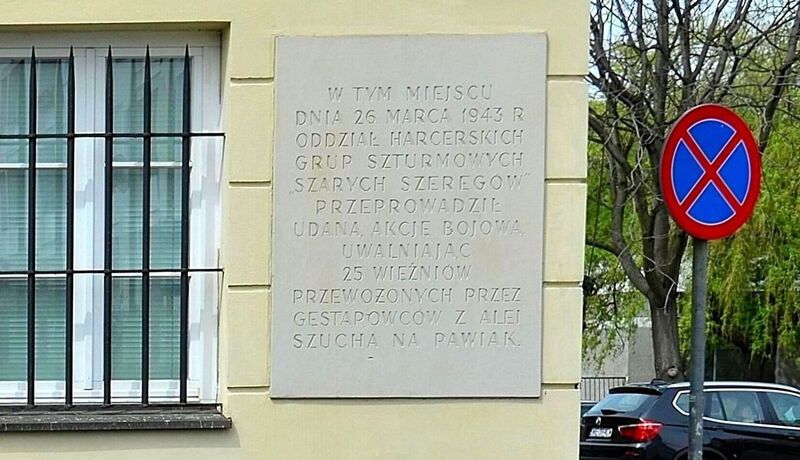 W TYM MIEJSCU
DNIA 26 MARCA 1943 R
ODDZIAŁ HARCERSKICH
GRUP SZTURMOWYCH
„SZARYCH SZEREGÓW"
PRZEPROWADZIŁ
UDANĄ AKCJĘ BOJOWĄ
UWALNIAJĄC
25 WIĘŹNIÓW
PRZEWOŻONYCH PRZEZ
GESTAPOWCÓW Z ALEI
SZUCHA NA PAWIAK.